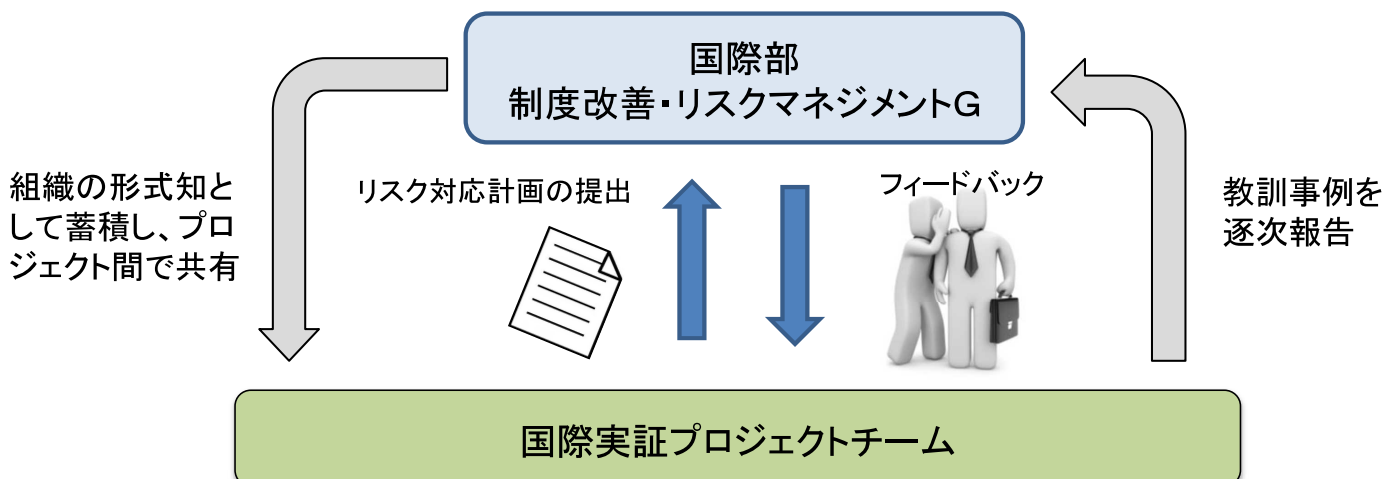 国際部
制度改善・リスクマネジメントG
組織の形式知と
して蓄積し、プロ
ジェクト間で共有
リスク対応計画の提出
フィードバック
教訓事例を
逐次報告
国際実証プロジェクトチーム